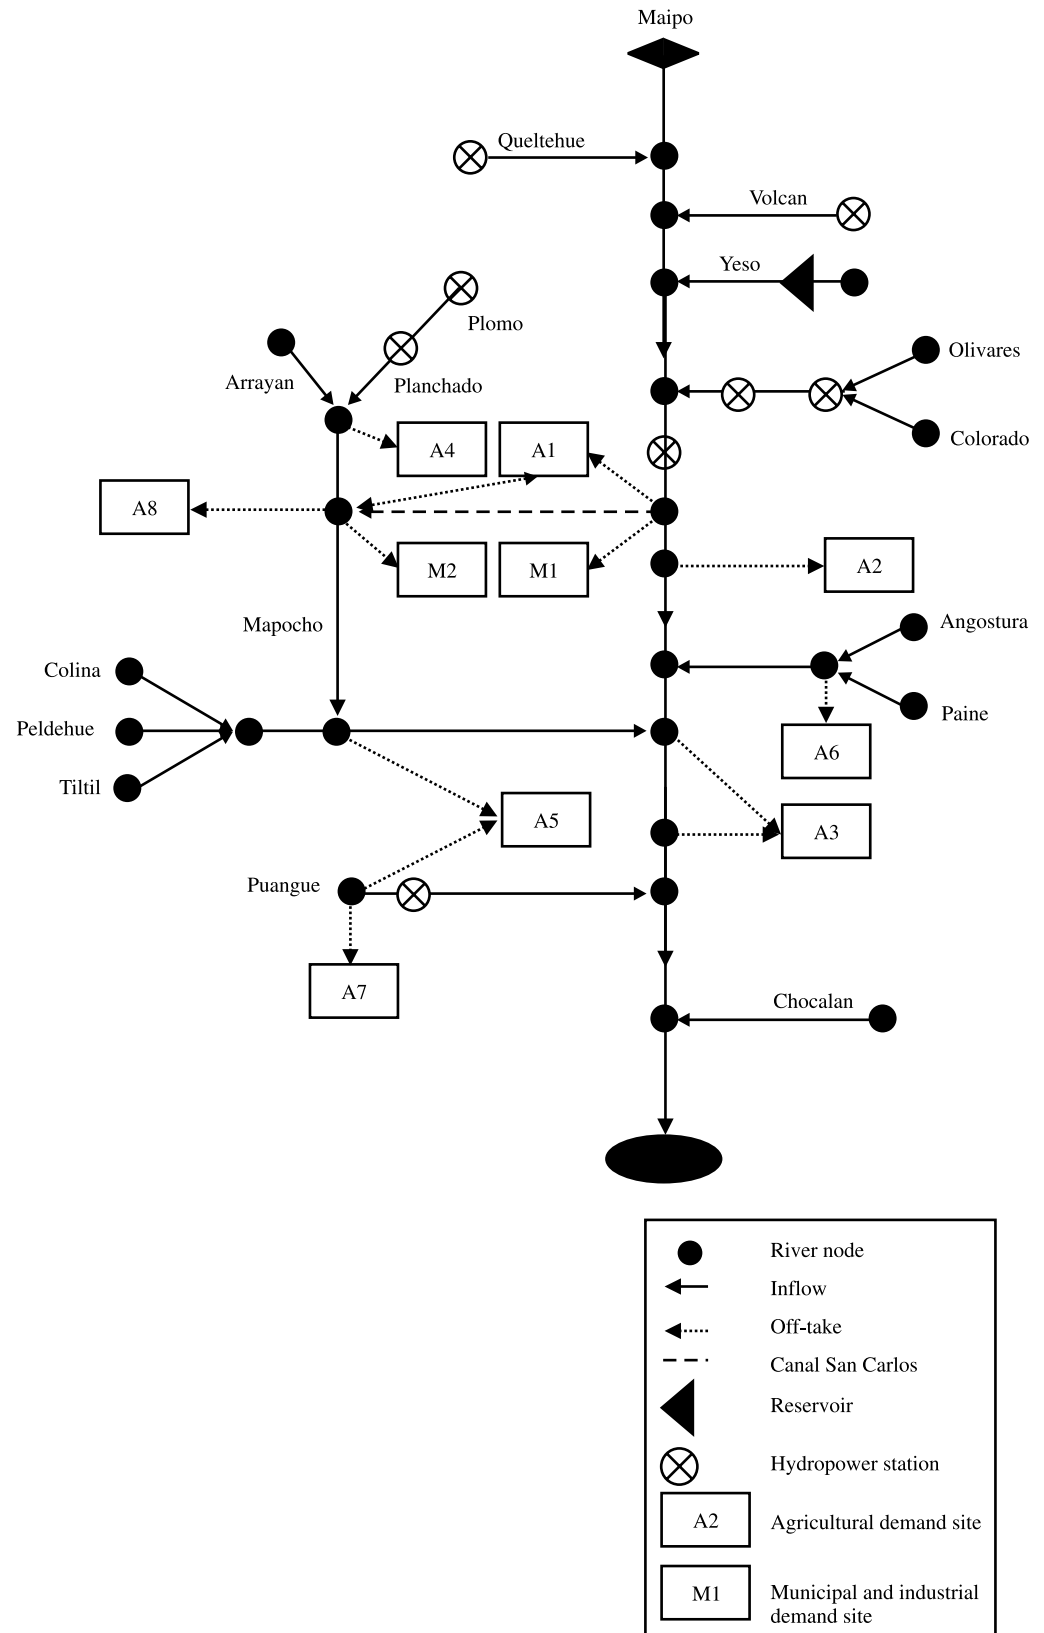 Maipo
Queltehue
Volcan
Yeso
Plomo
Olivares
Arrayan
Planchado
Colorado
A4
A1
A8
M2
M1
A2
Mapocho
Angostura
Colina
Peldehue
Paine
A6
Tiltil
A5
A3
Puangue
A7
Chocalan
River node
Inflow
Off-take
Canal San Carlos
Reservoir
Hydropower station
A2
Agricultural demand site
M1
Municipal and industrial
demand site